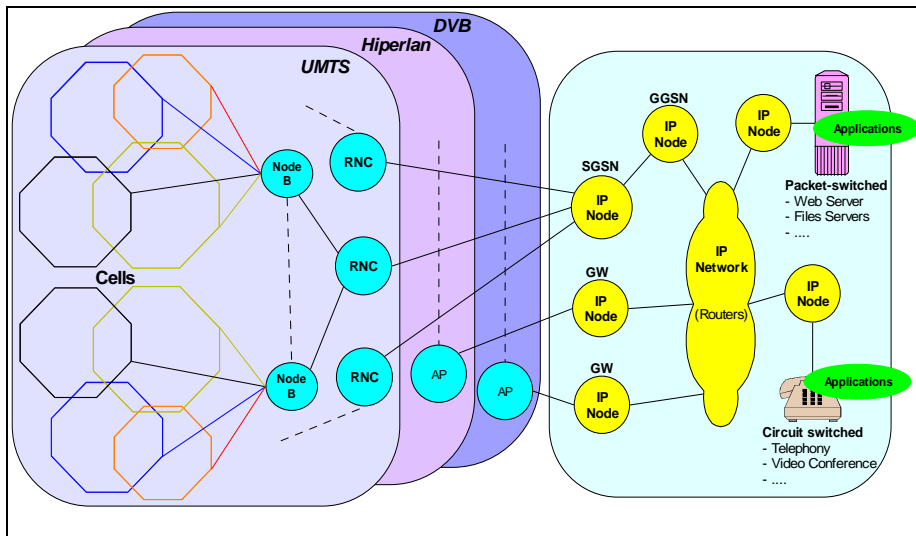 DVB
Hiperlan
UMTS
Node
B
RNC
RNC
Cells
Node
B
RNC
AP
AP
SGSN
IP
Node
GGSN
IP
Node
IP
Node
Applications
Packet-switched
- Web Server
- Files Servers
- ....
GW
IP
Node
IP
Network
(Routers)
IP
Node
GW
IP
Node
Applications
Circuit switched
- Telephony
- Video Conference
- ....